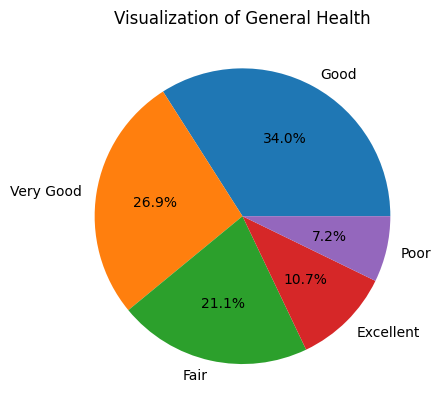 Visualization of General Health
Good
34.0%
Very Good
26.9%
7.2%
Poor
10.7%
21.1%
Excellent
Fair